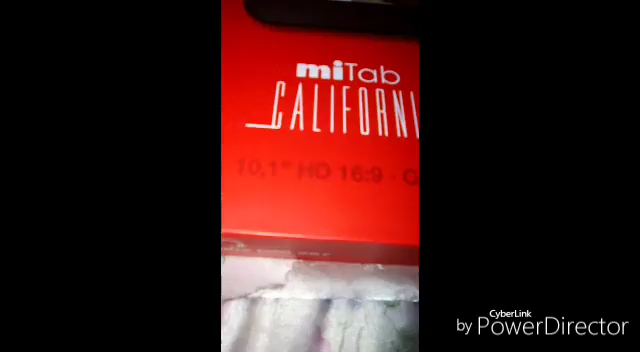 miTab
CALIFORNI
10,1" HD 16:9 - Q
CyberLink
by PowerDirector